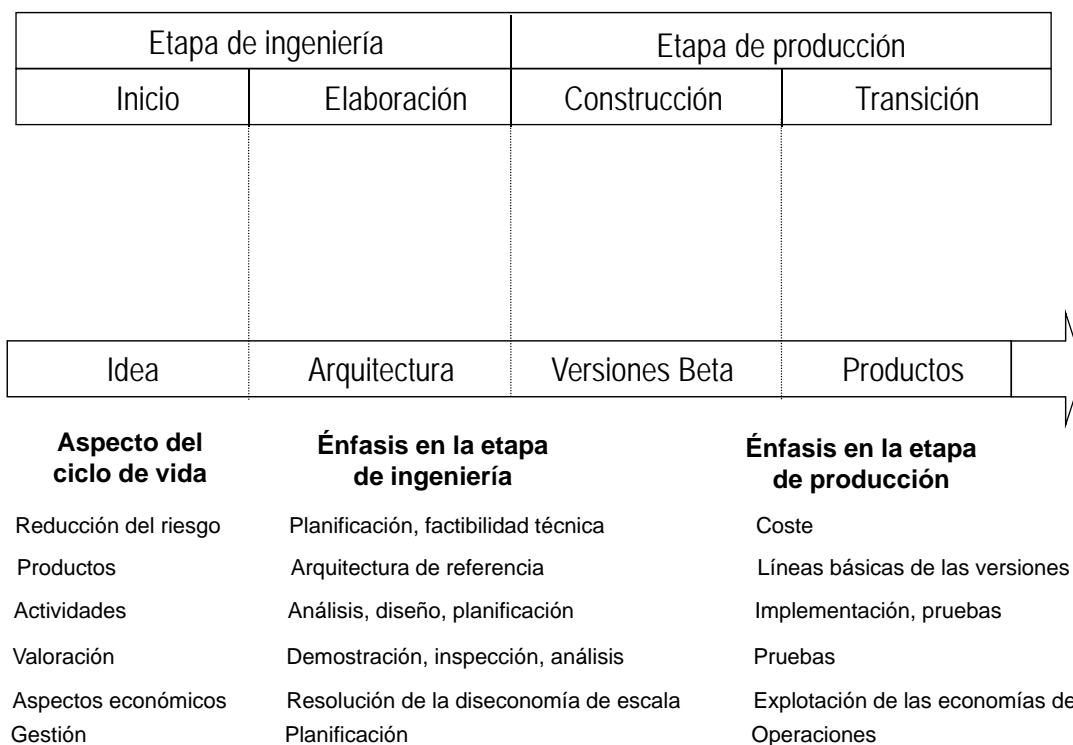 Etapa de ingeniería Etapa de producción
Inicio Elaboración Construcción Transición
Idea Arquitectura Versiones Beta Productos
Aspecto del
ciclo de vida
Énfasis en la etapa
de ingeniería
Énfasis en la etapa
de producción
Reducción del riesgo Planificación, factibilidad técnica Coste
Productos Arquitectura de referencia Líneas básicas de las versiones
Actividades Análisis, diseño, planificación Implementación, pruebas
Valoración Demostración, inspección, análisis Pruebas
Aspectos económicos Resolución de la diseconomía de escala Explotación de las economías de
Gestión Planificación Operaciones